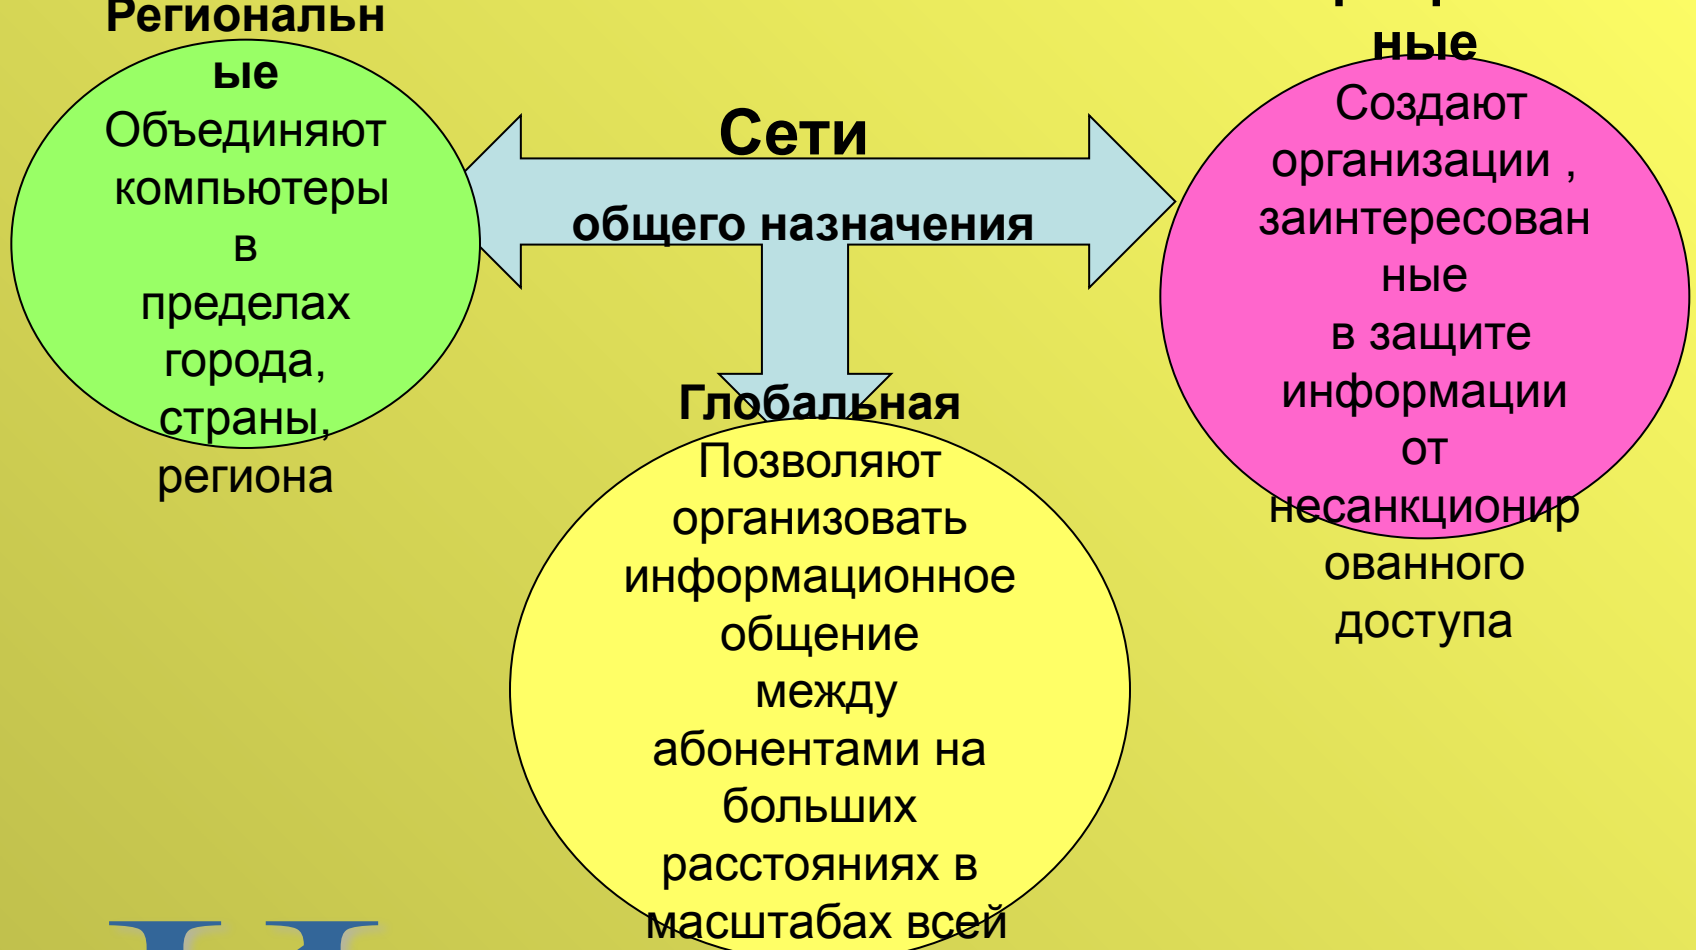 Региональн
ые
Объединяют
компьютеры
в
пределах
города,
страны,
региона
Сети
общего назначения
ные
Создают
организации ,
заинтересован
ные
в защите
информации
от
несанкционир
ованного
доступа
Глобальная
Позволяют
организовать
информационное
общение
между
абонентами на
больших
расстояниях в
масштабах всей